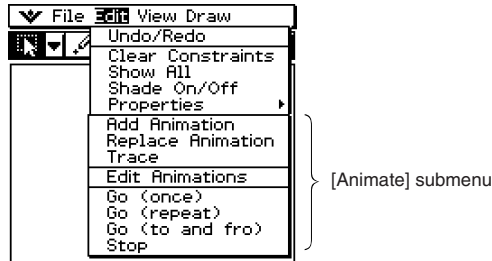 File Edit View Draw
Undo/Redo
Clear Constraints
Show All
Shade On/Off
Properties
Add Animation
Replace Animation
Trace
Edit Animations
Go (once)
Go (repeat)
Go (to and fro)
Stop
[Animate] submenu